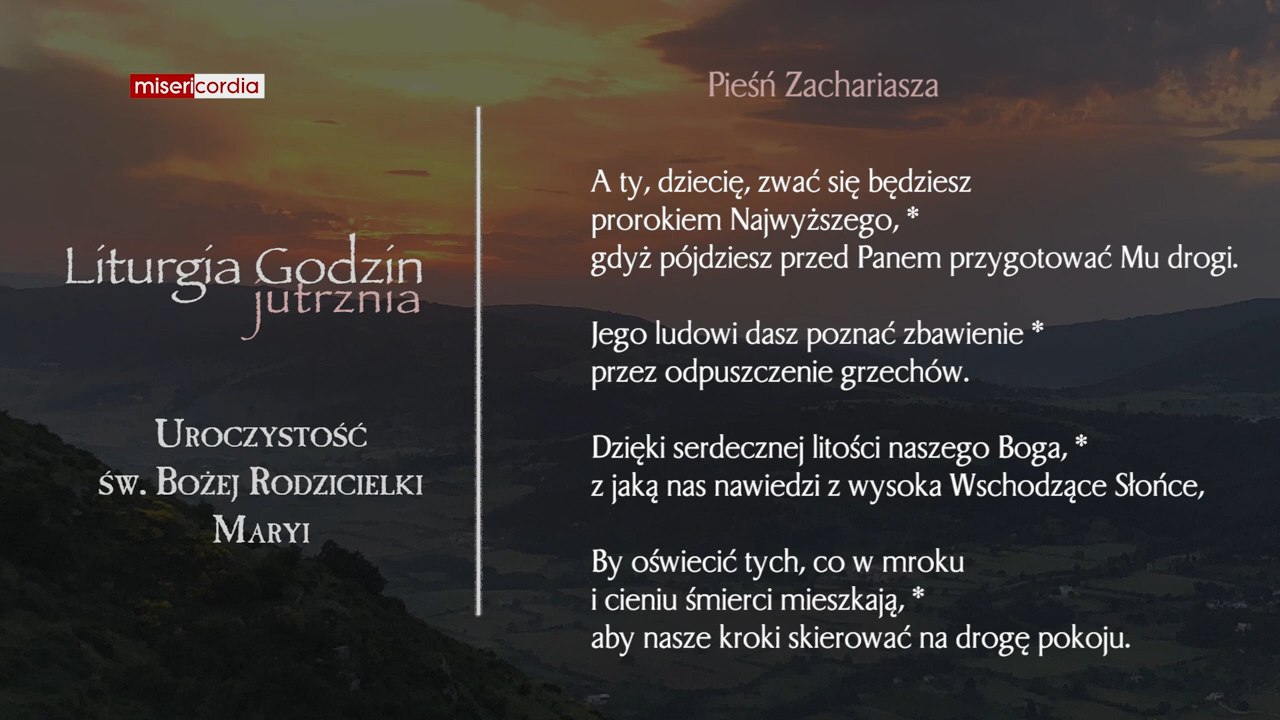 misericordia
Liturgia Godzin
jutrznia
Uroczystość
św. Bożej Rodzicielki
Maryi
Pieśń Zachariasza
A ty, dziecię, zwać się będziesz
prorokiem Najwyższego, *
gdyż pójdziesz przed Panem przygotować Mu drogi.
Jego ludowi dasz poznać zbawienie *
przez odpuszczenie grzechów.
Dzięki serdecznej litości naszego Boga, *
z jaką nas nawiedzi z wysoka Wschodzące Słońce,
By oświecić tych, co w mroku
i cieniu śmierci mieszkają, *
aby nasze kroki skierować na drogę pokoju.